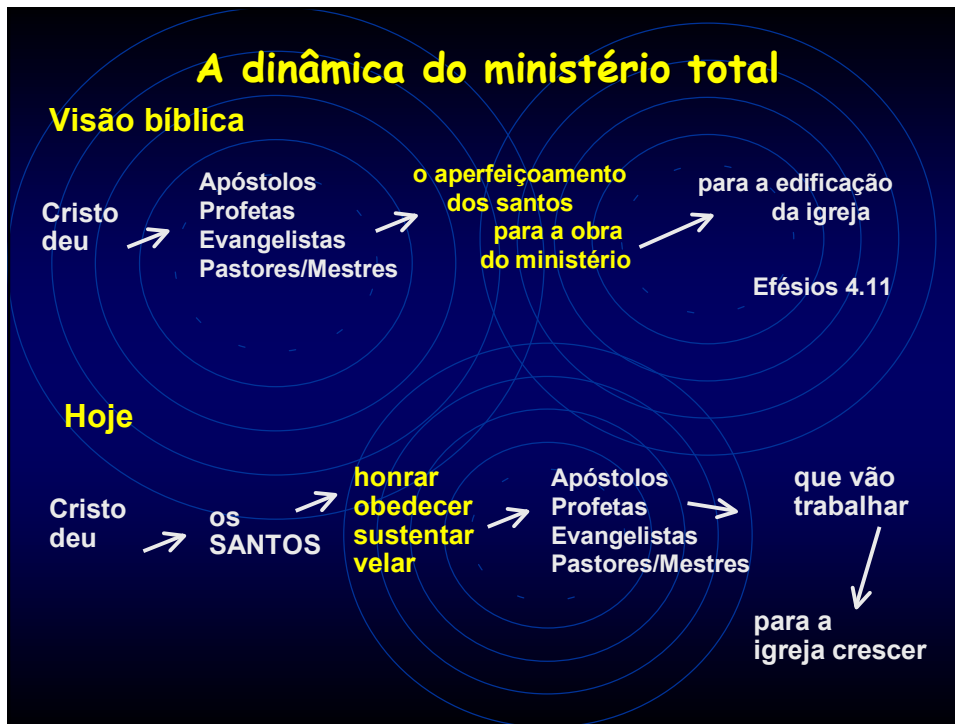 A dinâmica do ministério total
Visão bíblica
Cristo
deu
Apóstolos
Profetas
Evangelistas
Pastores/Mestres
o aperfeiçoamento
dos santos
para a obra
do ministério
para a edificação
da igreja
Efésios 4.11
Hoje
Cristo
deu
os
SANTOS
honrar
obedecer
sustentar
velar
Apóstolos
Profetas
Evangelistas
Pastores/Mestres
que vão
trabalhar
para a
igreja crescer